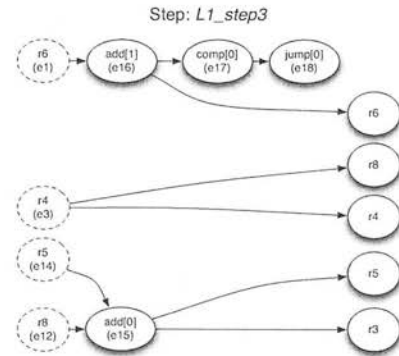 Step: L1_step3
r6
(e1)
add[1]
(e16)
comp[0]
(e17)
jump[0]
(e18)
r6
r8
r4
(e3)
r4
r5
(e14)
r5
r8
(e12)
add[0]
(e15)
r3